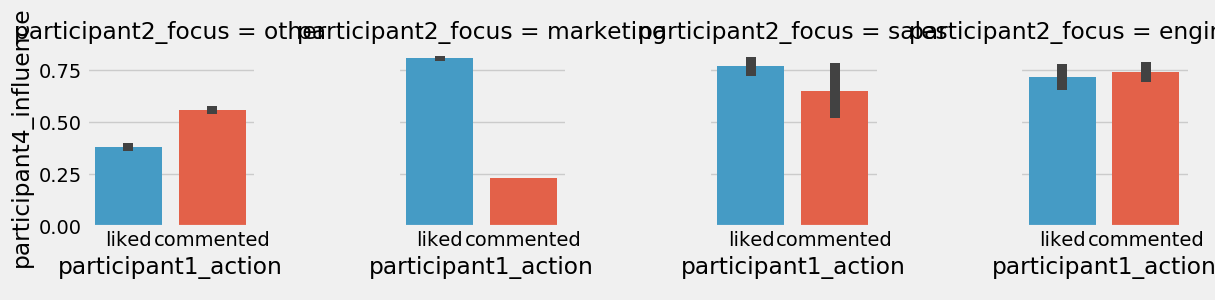 participant2_focus = other
participant2_focus = marketing
participant2_focus = sales
participant2_focus = engin
participant4_influence
0.75
0.50
0.25
0.00
liked commented
liked commented
liked commented
liked commented
participant1_action
participant1_action
participant1_action
participant1_action